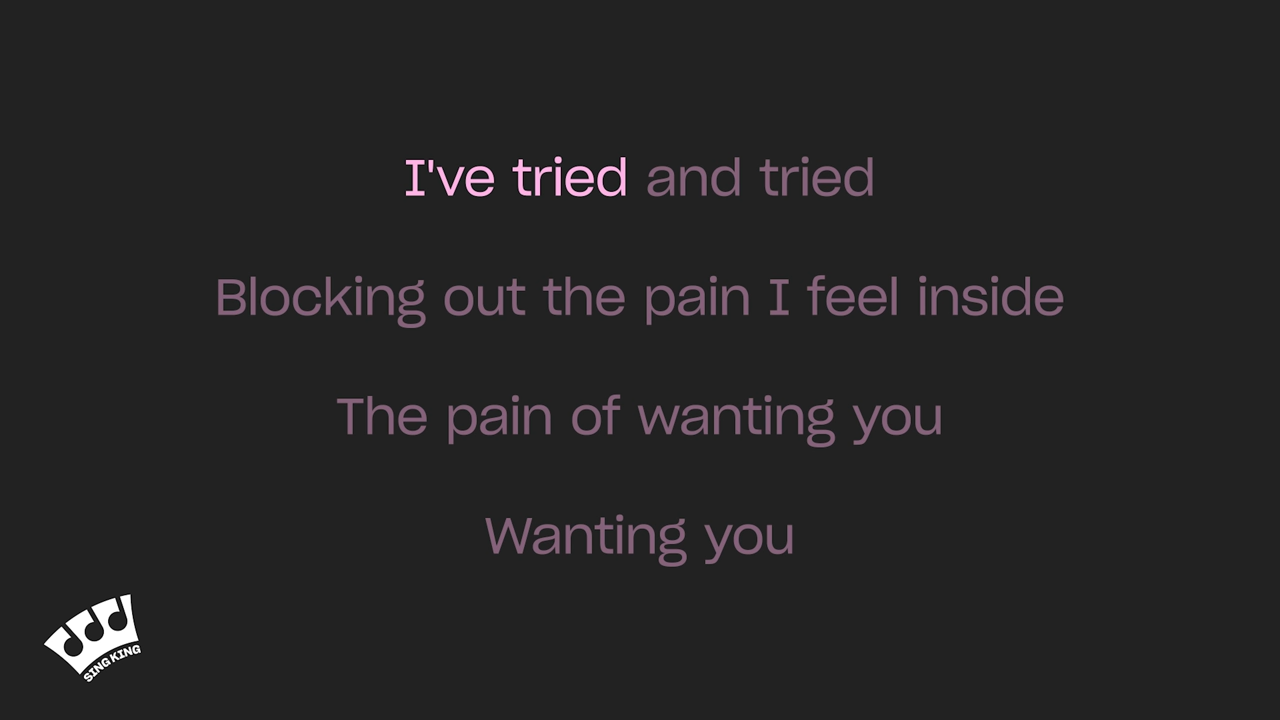 I've tried and tried
Blocking out the pain I feel inside
The pain of wanting you
Wanting you
SING KING